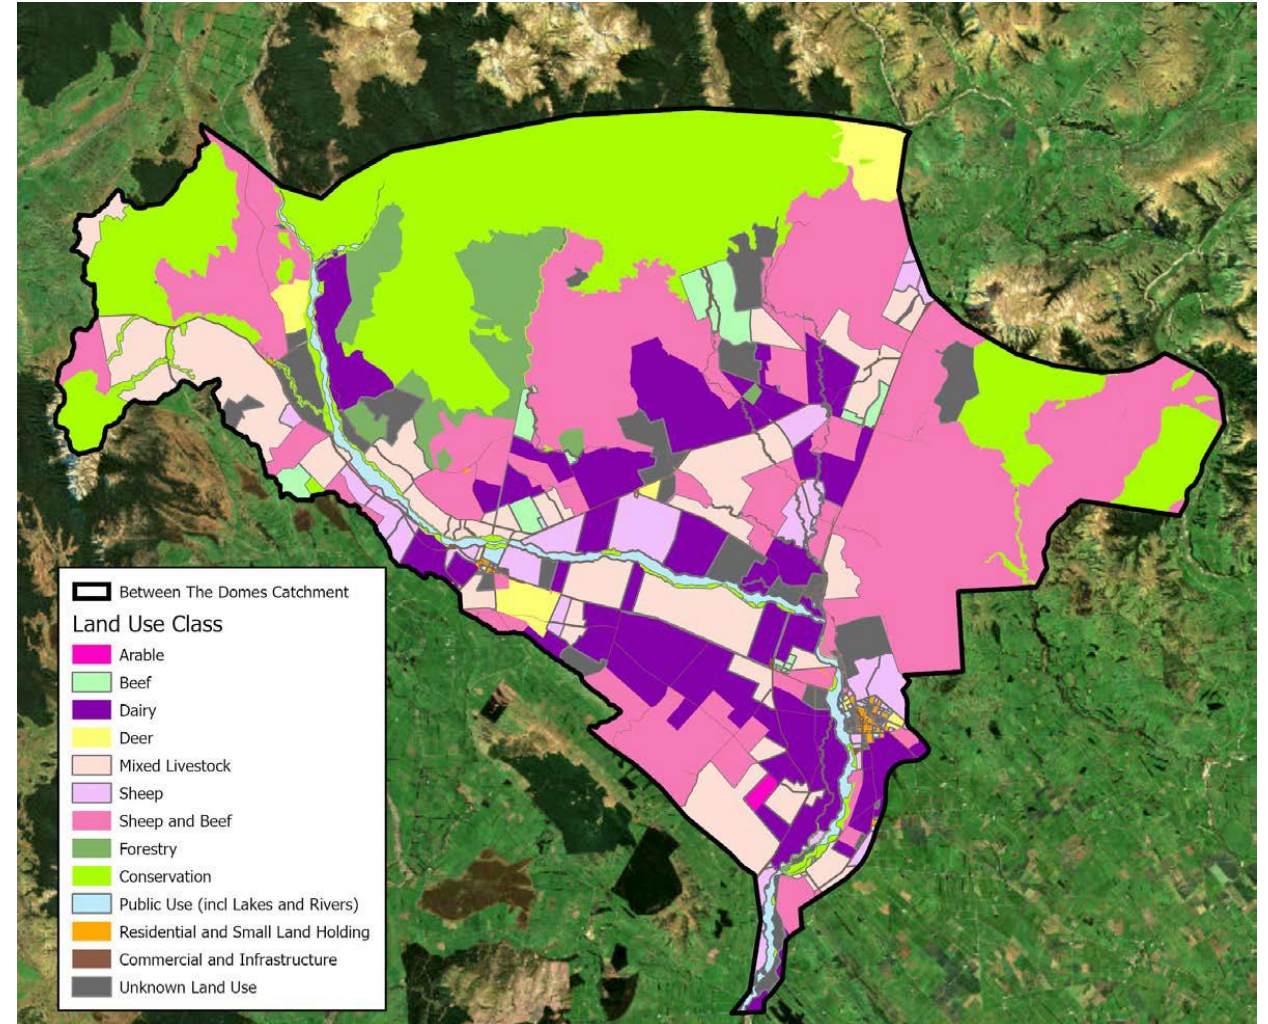 Between The Domes Catchment
Land Use Class
Arable
Beef
Dairy
Deer
Mixed Livestock
Sheep
Sheep and Beef
Forestry
Conservation
Public Use (incl Lakes and Rivers)
Residential and Small Land Holding
Commercial and Infrastructure
Unknown Land Use